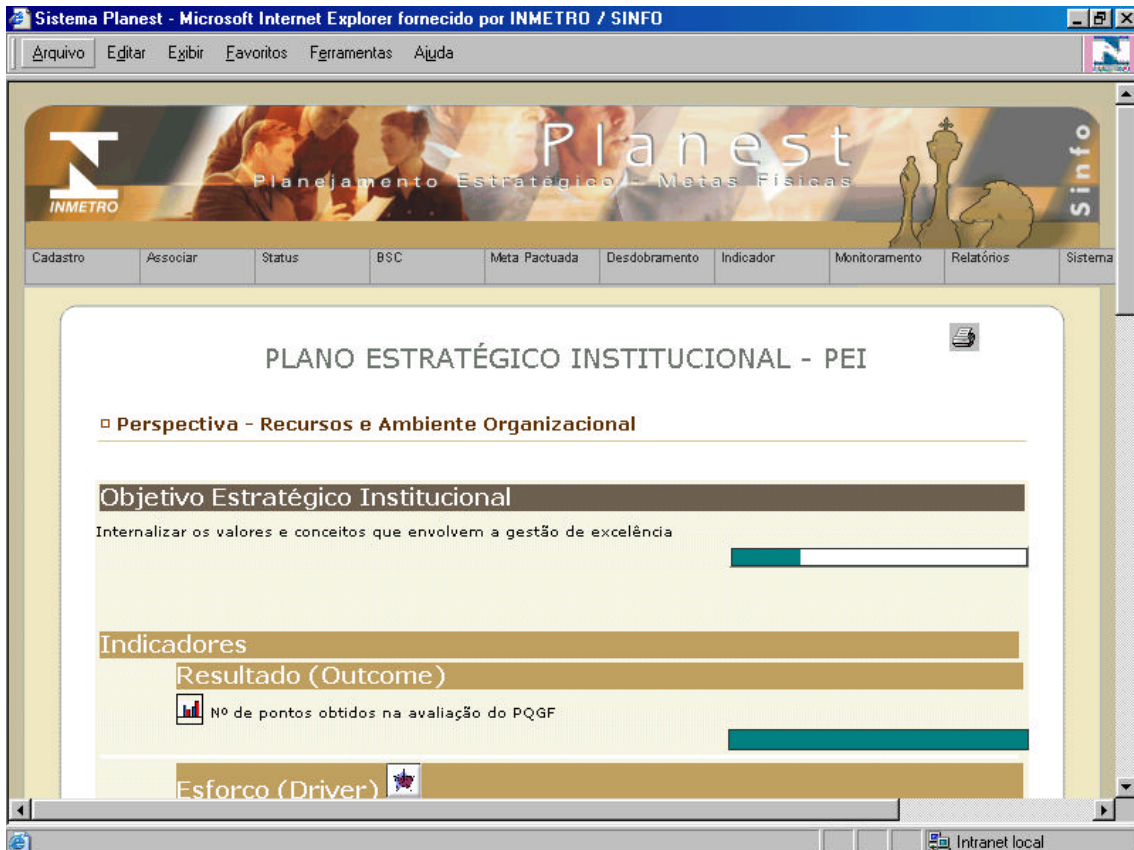 Sistema Planest - Microsoft Internet Explorer fornecido por INMETRO / SINFO
Arquivo Editar Exibir Favoritos Ferramentas Ajuda
Planest
Planejamento Estratégico - Metas Físicas
INMETRO
Sinfo
Cadastro Associar Status BSC Meta Pactuada Desdobramento Indicador Monitoramento Relatórios Sistema
PLANO ESTRATÉGICO INSTITUCIONAL - PEI
Perspectiva - Recursos e Ambiente Organizacional
Objetivo Estratégico Institucional
Internalizar os valores e conceitos que envolvem a gestão de excelência
Indicadores
Resultado (Outcome)
Nº de pontos obtidos na avaliação do PQGF
Esforço (Driver)
Intranet local